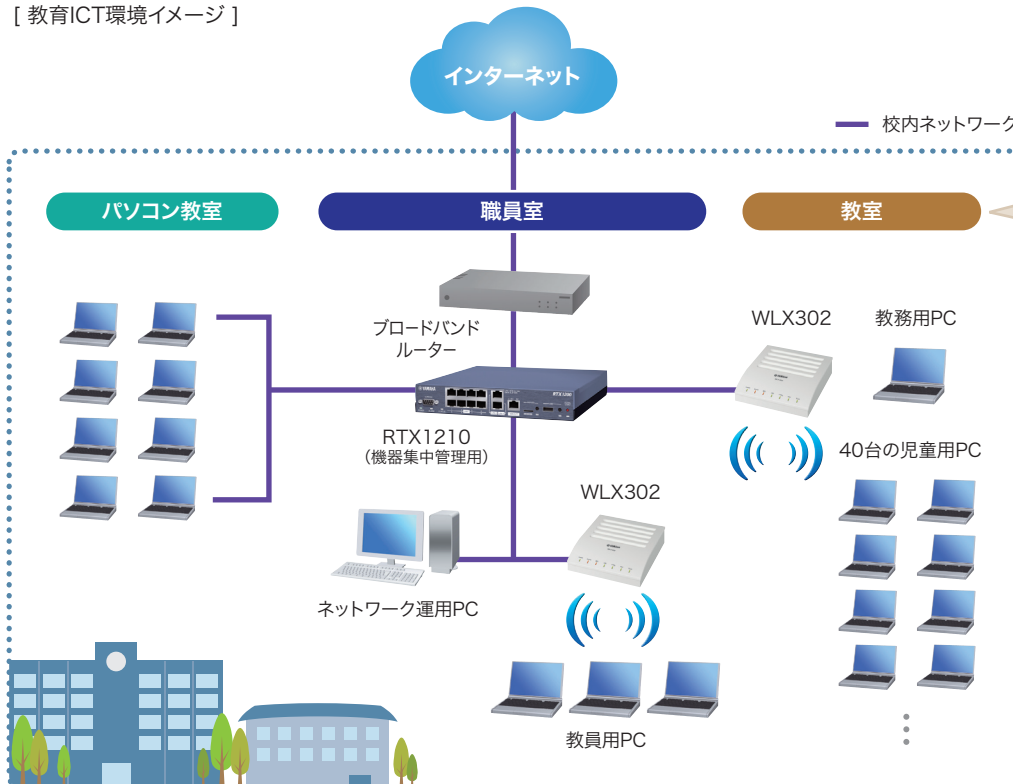 [ 教育ICT環境イメージ ]
インターネット
校内ネットワーク
パソコン教室
職員室
教室
ブロードバンド
ルーター
WLX302
教務用PC
RTX1210
（機器集中管理用）
40台の児童用PC
WLX302
ネットワーク運用PC
教員用PC